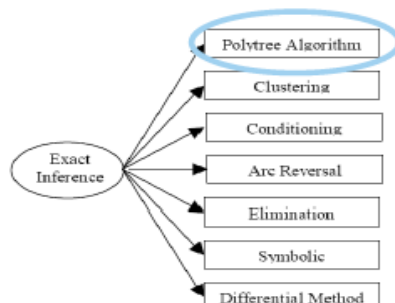 Polytree Algorithm
Clustering
Conditioning
Exact
Inference
Arc Reversal
Elimination
Symbolic
Differential Method